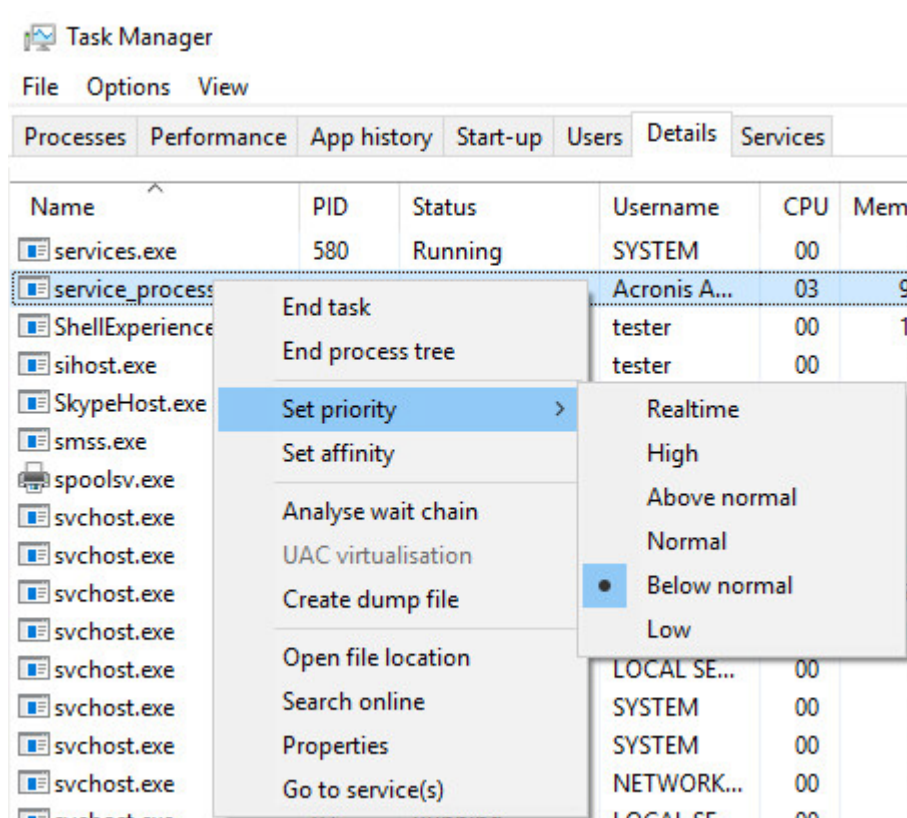 Task Manager
File Options View
Processes Performance App history Start-up Users Details Services
Name PID Status Username CPU Mem
services.exe 580 Running SYSTEM 00
service_process Acronis A... 03 9
ShellExperience tester 00 1
sihost.exe tester 00
SkypeHost.exe
smss.exe
spoolsv.exe
svchost.exe
svchost.exe
svchost.exe
svchost.exe
svchost.exe LOCAL SE... 00
svchost.exe SYSTEM 00
svchost.exe SYSTEM 00
svchost.exe NETWORK... 00
End task
End process tree
Set priority
Set affinity
Analyse wait chain
UAC virtualisation
Create dump file
Open file location
Search online
Properties
Go to service(s)
Realtime
High
Above normal
Normal
Below normal
Low